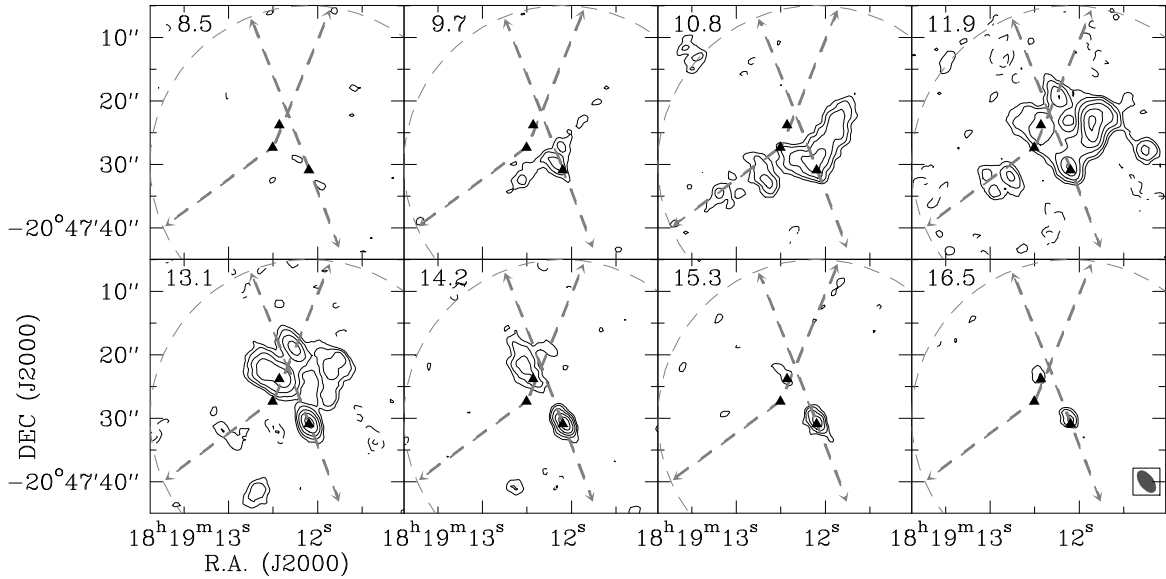 8.5 9.7 10.8 11.9
10″
20″
30″
−20°47′40″
13.1 14.2 15.3 16.5
10″
20″
30″
−20°47′40″
DEC (J2000)
18ʰ19ᵐ13ˢ 12ˢ 18ʰ19ᵐ13ˢ 12ˢ 18ʰ19ᵐ13ˢ 12ˢ 18ʰ19ᵐ13ˢ 12ˢ
R.A. (J2000)